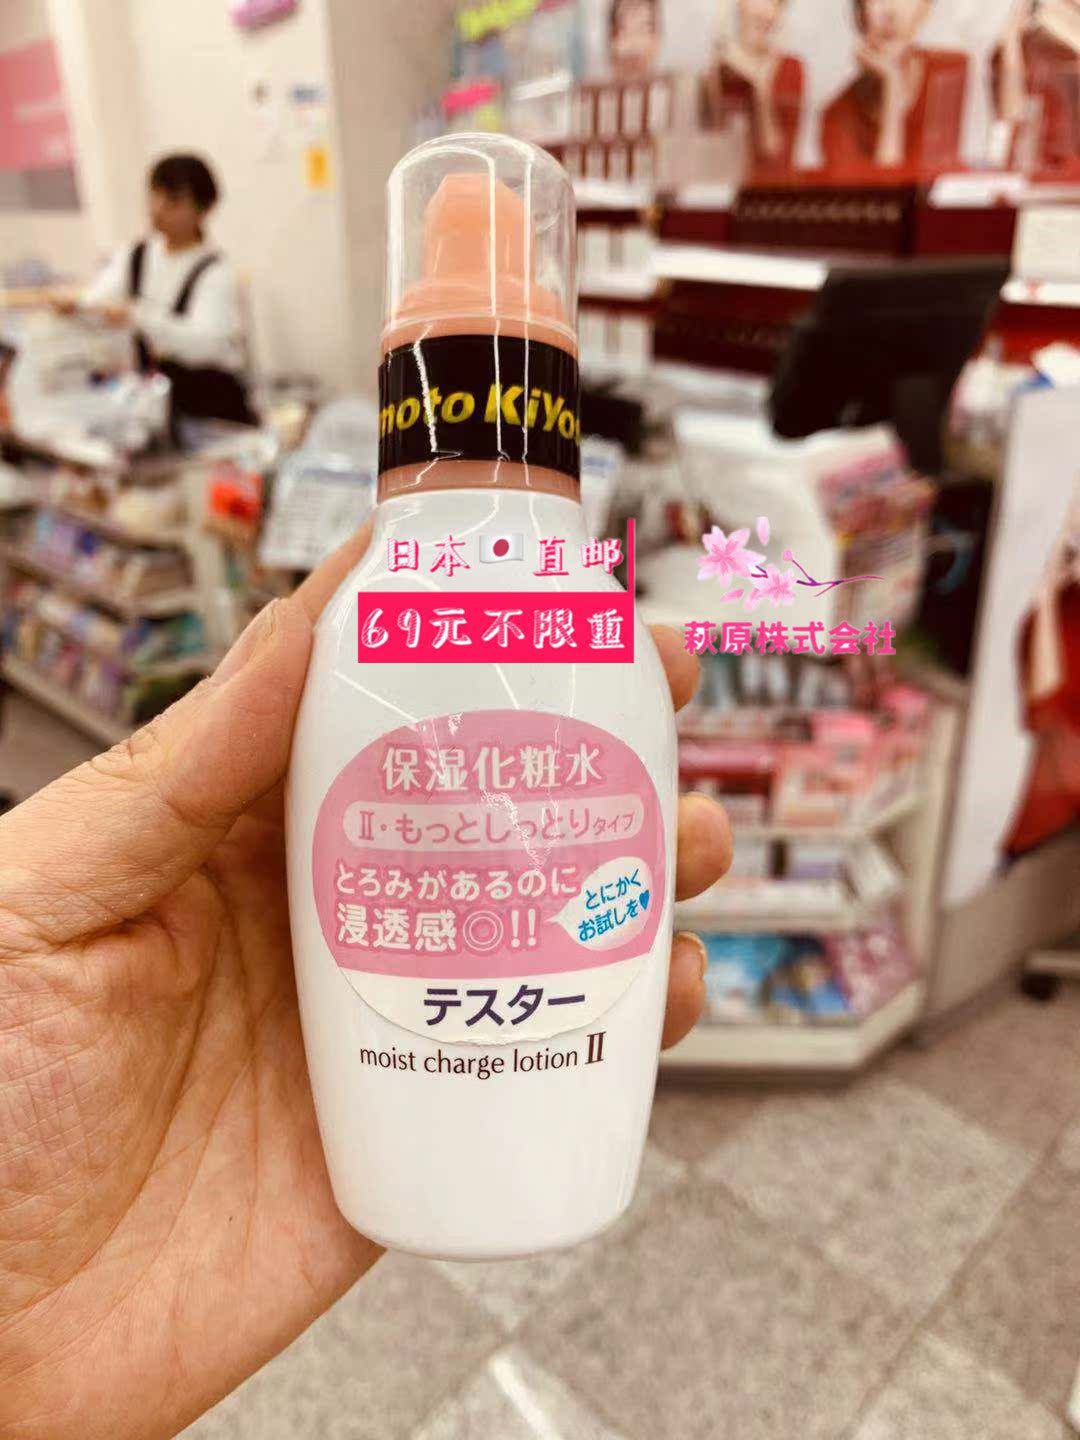 moto KiYo
日本🇯🇵直邮
69元不限重
萩原株式会社
保湿化粧水
Ⅱ・もっとしっとりタイプ
とろみがあるのに
浸透感◎!!
とにかく
お試しを♥
テスター
moist charge lotion Ⅱ